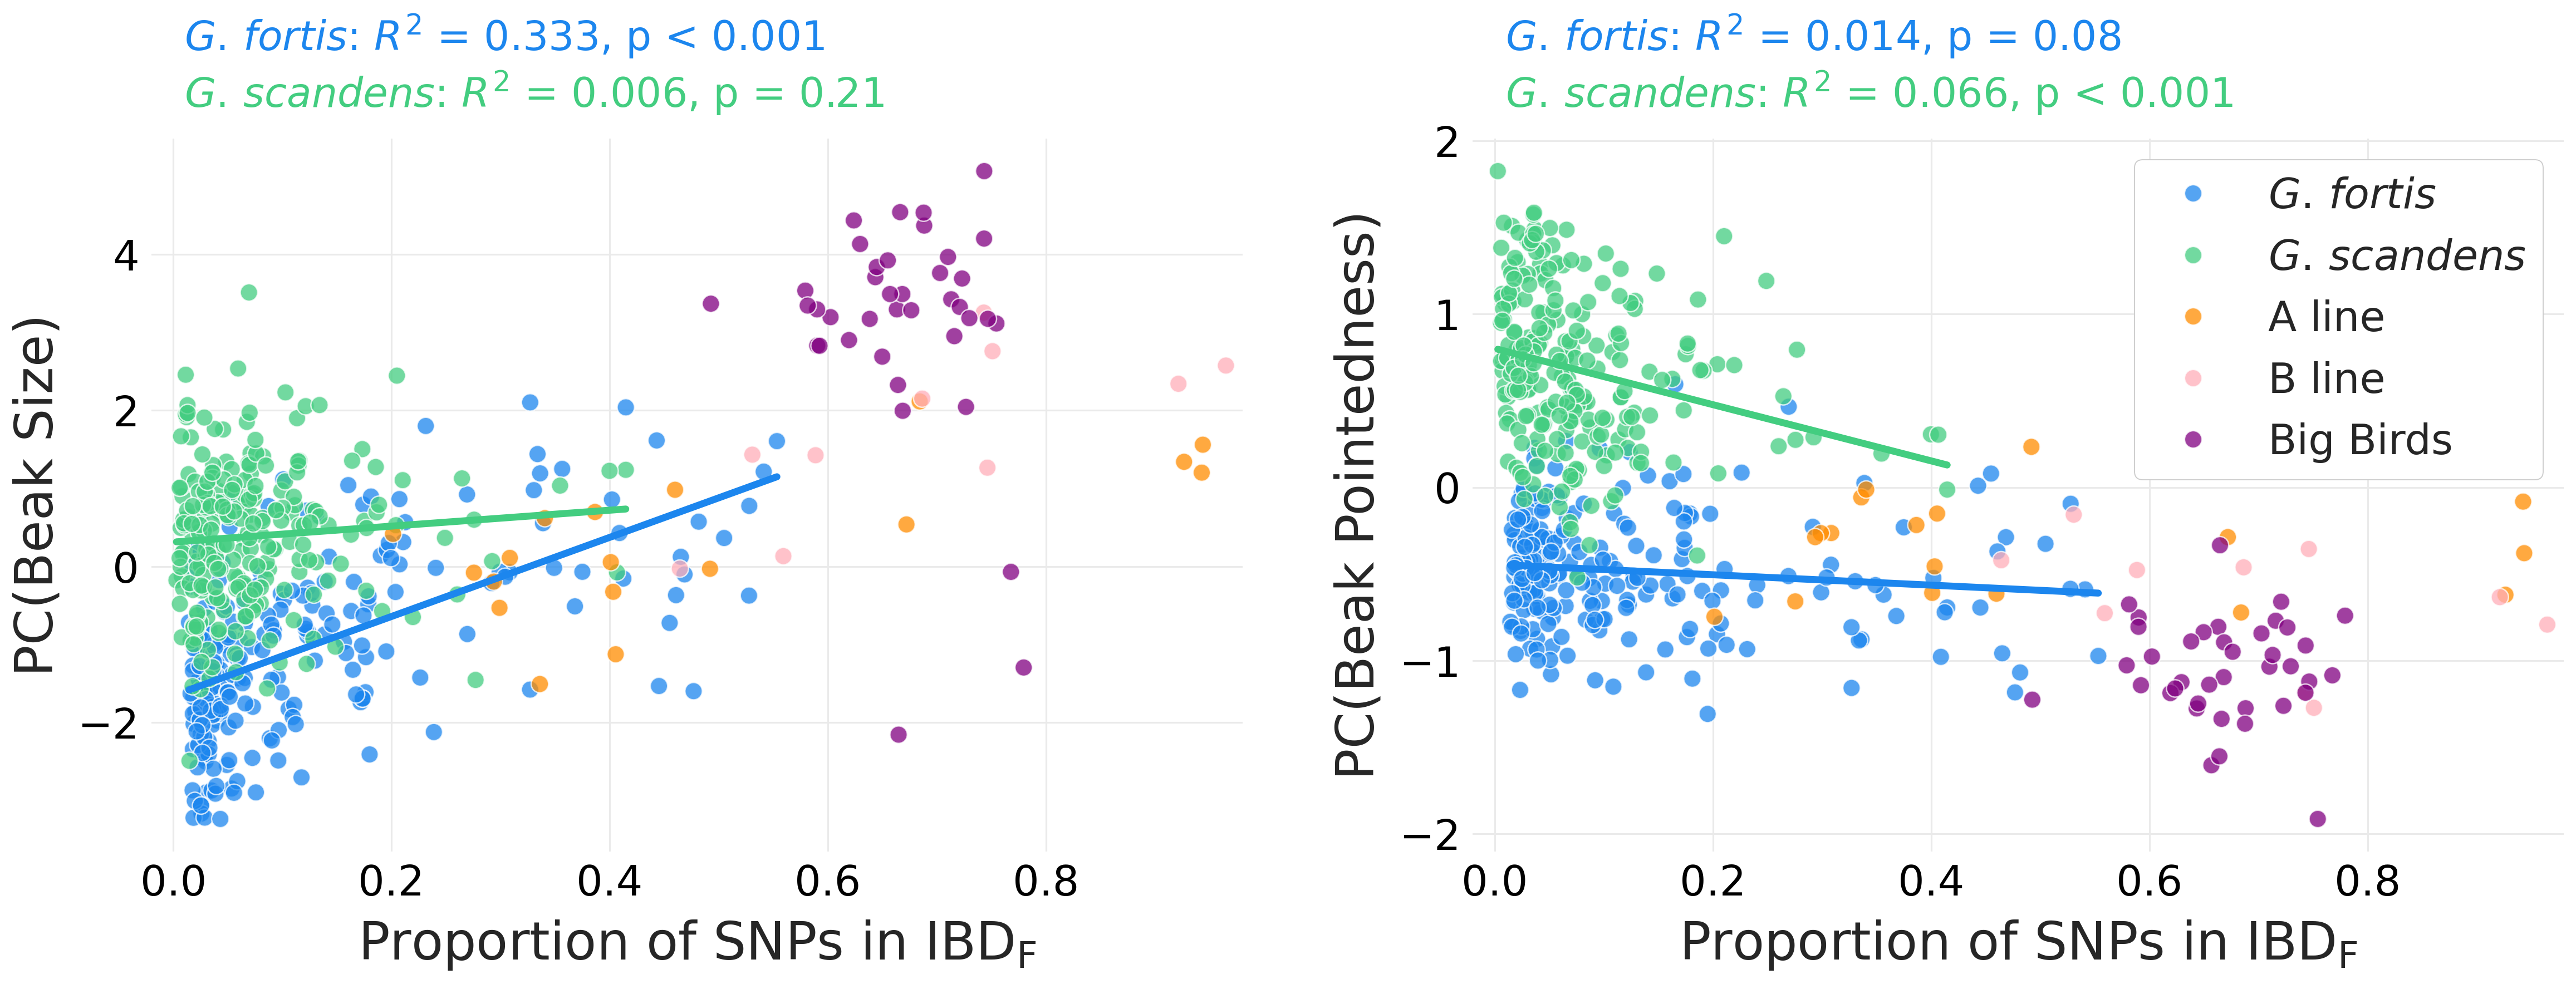 G. fortis: R² = 0.333, p < 0.001
G. scandens: R² = 0.006, p = 0.21
PC(Beak Size)
4
2
0
−2
0.0 0.2 0.4 0.6 0.8
Proportion of SNPs in IBD_F
G. fortis: R² = 0.014, p = 0.08
G. scandens: R² = 0.066, p < 0.001
PC(Beak Pointedness)
2
1
0
−1
−2
0.0 0.2 0.4 0.6 0.8
Proportion of SNPs in IBD_F
G. fortis
G. scandens
A line
B line
Big Birds